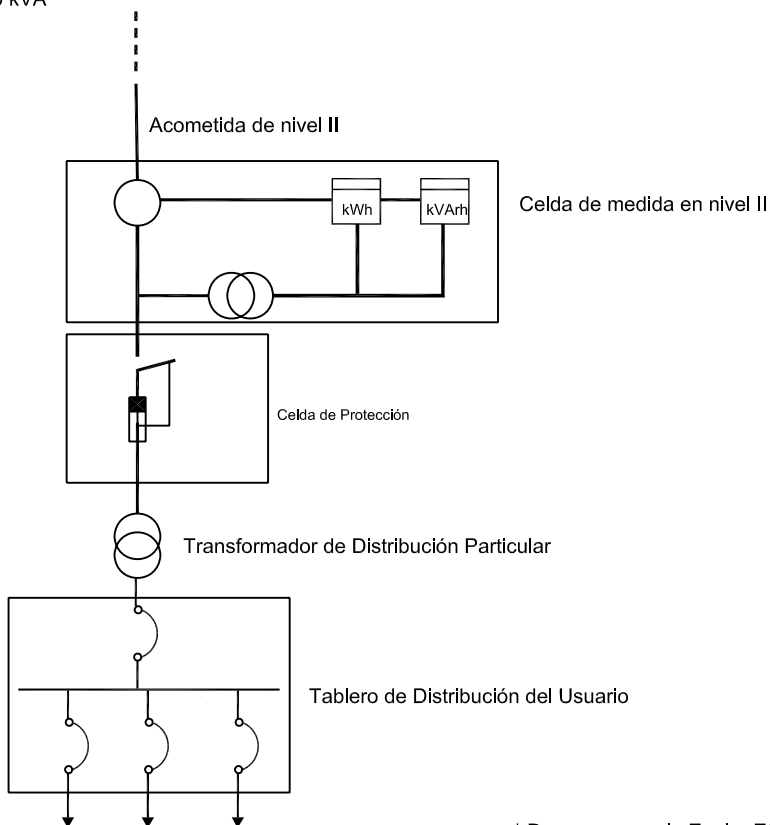 kVA
Acometida de nivel II
kWh
kVArh
Celda de medida en nivel II
Celda de Protección
Transformador de Distribución Particular
Tablero de Distribución del Usuario